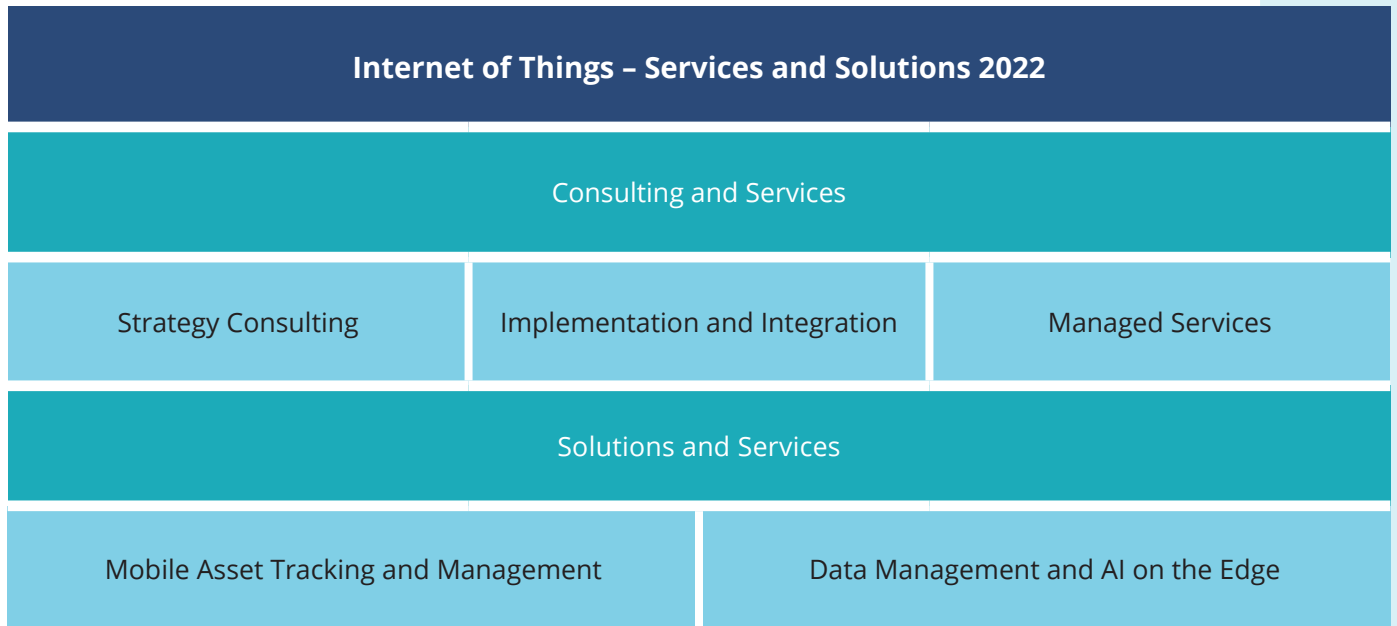 Internet of Things – Services and Solutions 2022
Consulting and Services
Strategy Consulting
Implementation and Integration
Managed Services
Solutions and Services
Mobile Asset Tracking and Management
Data Management and AI on the Edge